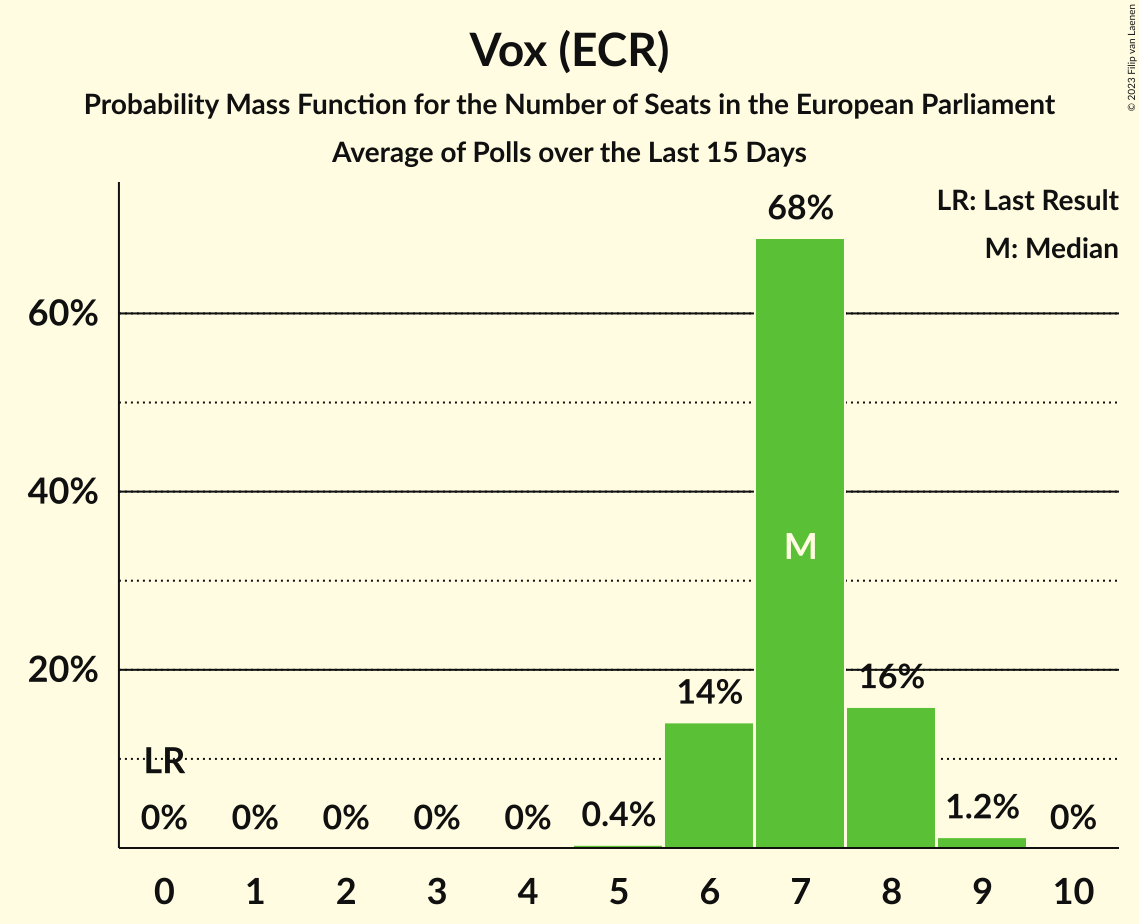 Vox (ECR)
Probability Mass Function for the Number of Seats in the European Parliament
Average of Polls over the Last 15 Days
© 2023 Filip van Laenen
LR: Last Result
M: Median
68%
60%
40%
M
20%
14%
16%
LR
0%
0%
0%
0%
0%
0.4%
1.2%
0%
0 1 2 3 4 5 6 7 8 9 10